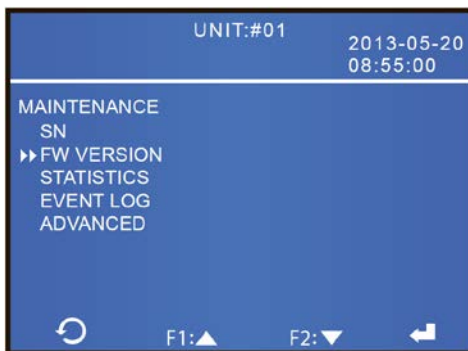 UNIT:#01
2013-05-20
08:55:00
MAINTENANCE
SN
FW VERSION
STATISTICS
EVENT LOG
ADVANCED
F1:▲ F2:▼